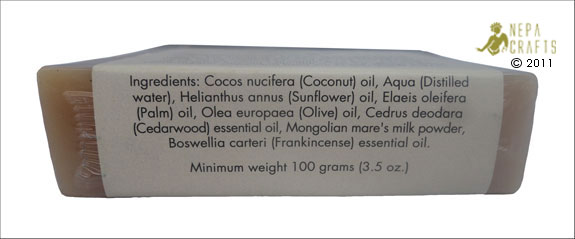 NEPA
CRAFTS
© 2011
Ingredients: Cocos nucifera (Coconut) oil, Aqua (Distilled
water), Helianthus annus (Sunflower) oil, Elaeis oleifera
(Palm) oil, Olea europaea (Olive) oil, Cedrus deodara
(Cedarwood) essential oil, Mongolian mare's milk powder,
Boswellia carteri (Frankincense) essential oil.
Minimum weight 100 grams (3.5 oz.)